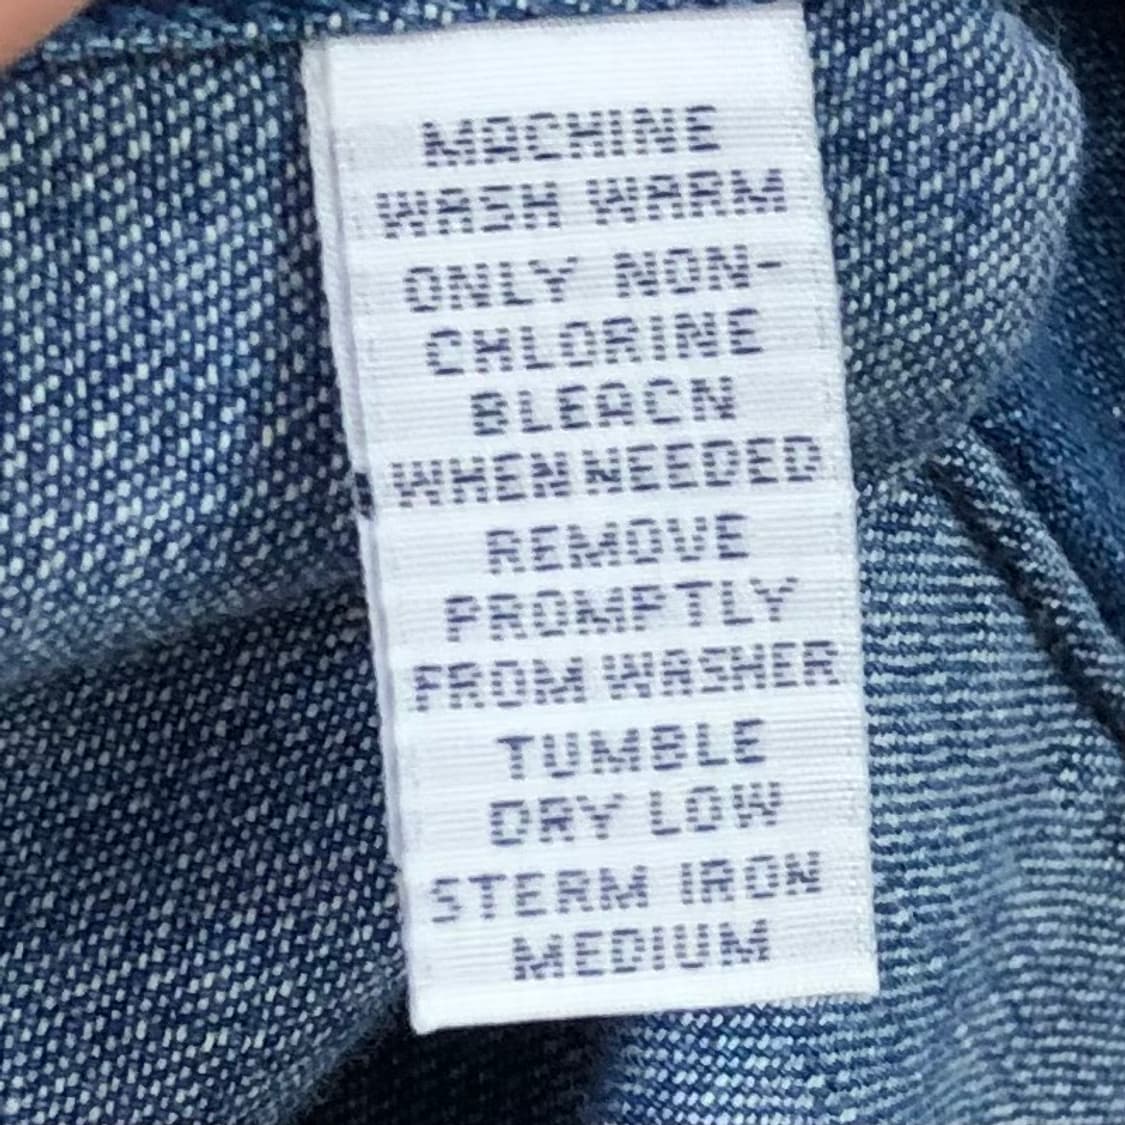 MACHINE
WASH WARM
ONLY NON-
CHLORINE
BLEACN
WHEN NEEDED
REMOVE
PROMPTLY
FROM WASHER
TUMBLE
DRY LOW
STERM IRON
MEDIUM